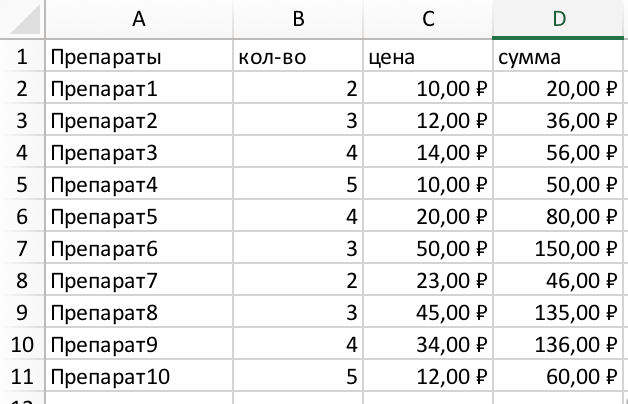 A B C D
1 Препараты кол-во цена сумма
2 Препарат1 2 10,00 ₽ 20,00 ₽
3 Препарат2 3 12,00 ₽ 36,00 ₽
4 Препарат3 4 14,00 ₽ 56,00 ₽
5 Препарат4 5 10,00 ₽ 50,00 ₽
6 Препарат5 4 20,00 ₽ 80,00 ₽
7 Препарат6 3 50,00 ₽ 150,00 ₽
8 Препарат7 2 23,00 ₽ 46,00 ₽
9 Препарат8 3 45,00 ₽ 135,00 ₽
10 Препарат9 4 34,00 ₽ 136,00 ₽
11 Препарат10 5 12,00 ₽ 60,00 ₽